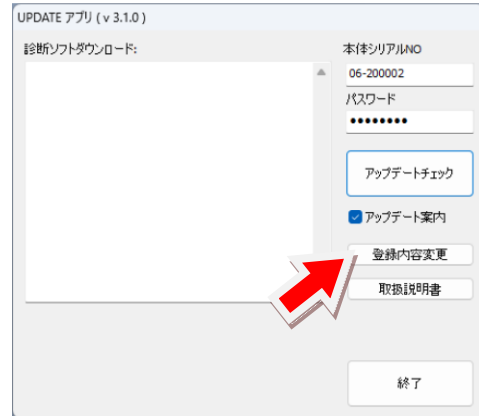 UPDATE アプリ ( v 3.1.0 )
診断ソフトダウンロード:
本体シリアルNO
06-200002
パスワード
●●●●●●●●
アップデートチェック
アップデート案内
登録内容変更
取扱説明書
終了